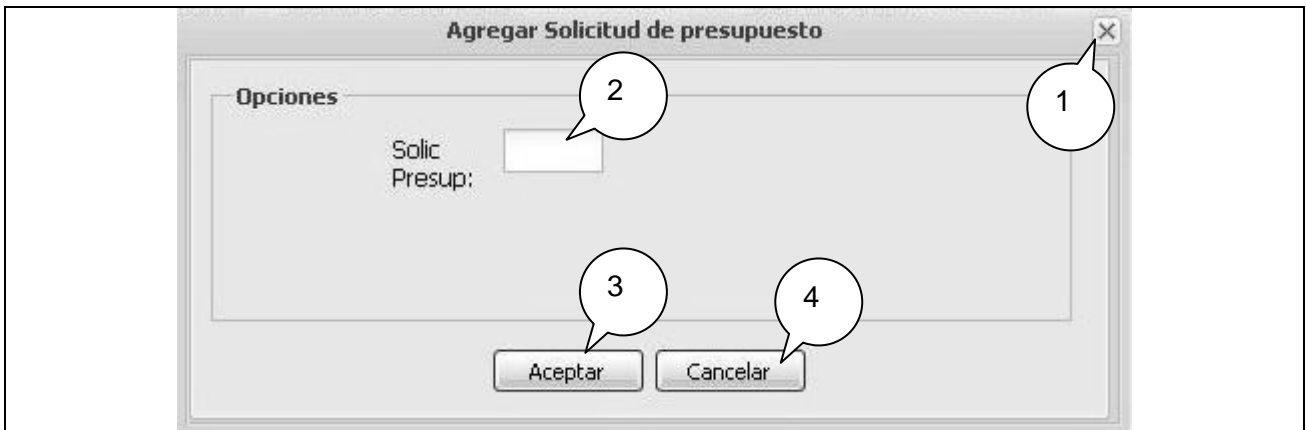 Agregar Solicitud de presupuesto
1
Opciones
2
Solic
Presup:
3
4
Aceptar
Cancelar